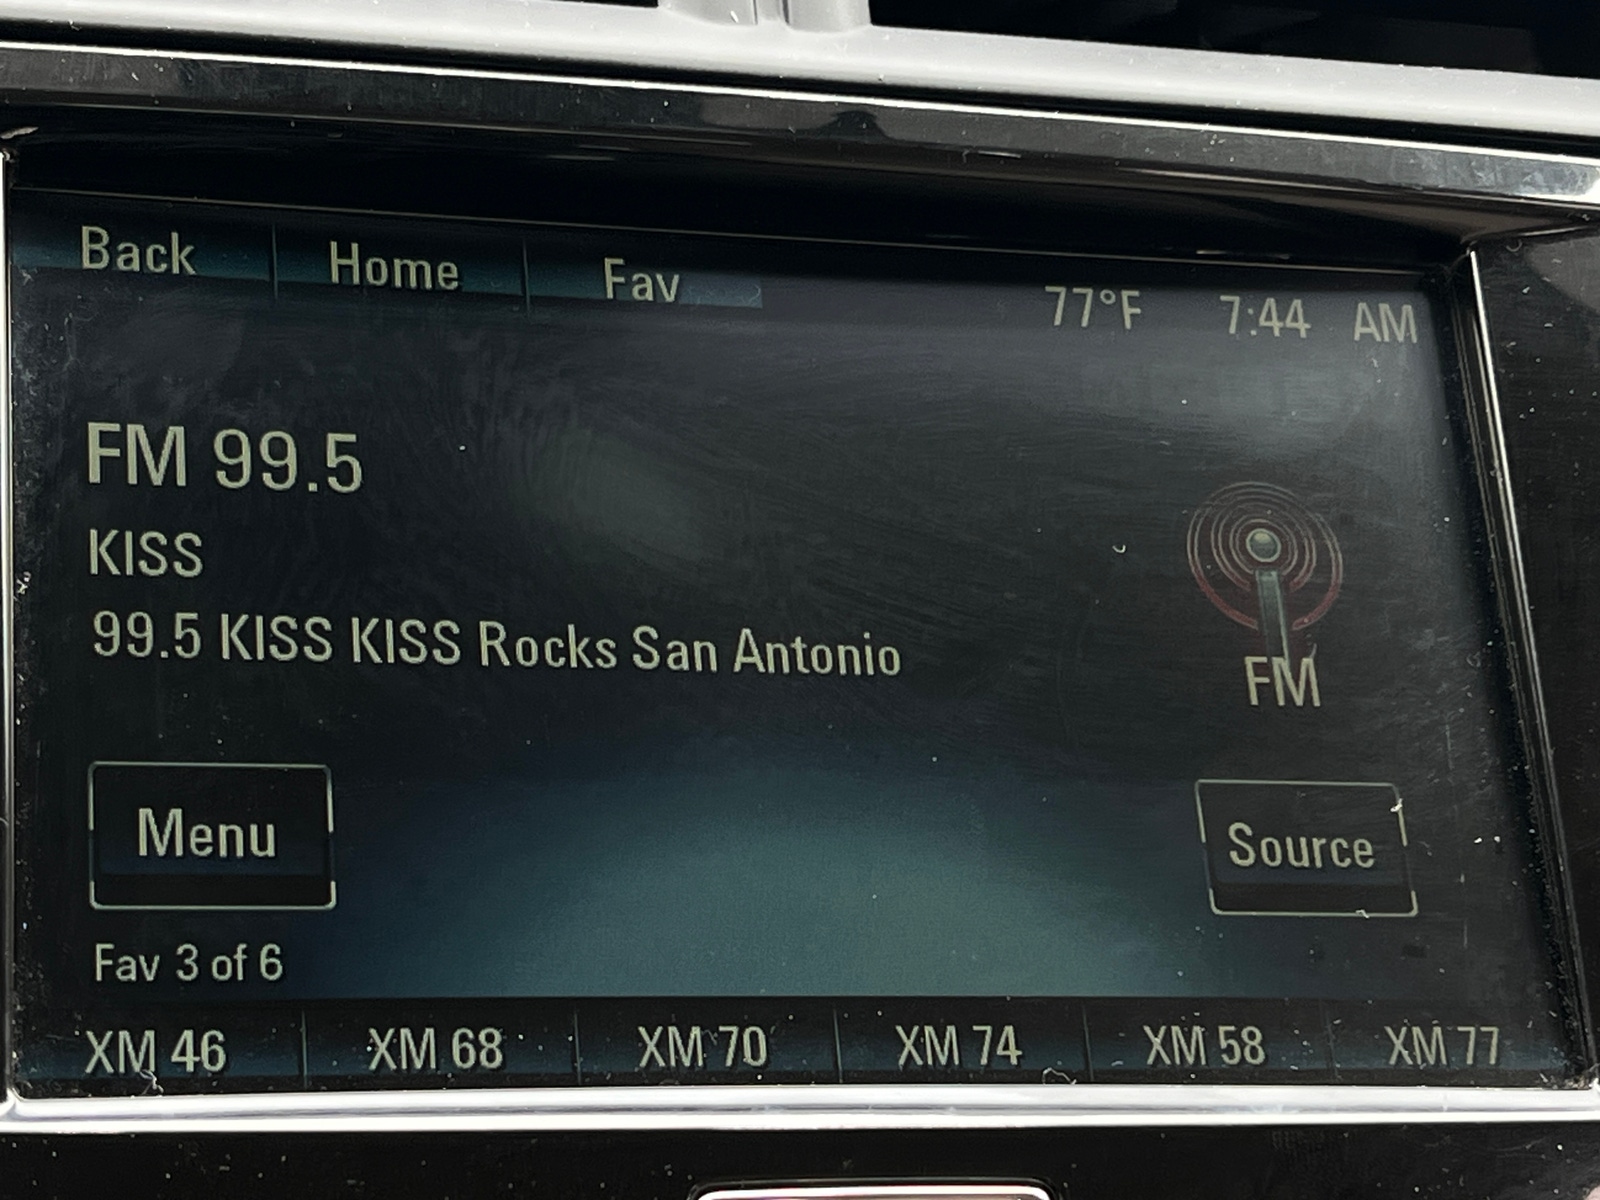 Back Home Fav 77°F 7:44 AM
FM 99.5
KISS
99.5 KISS KISS Rocks San Antonio
FM
Menu Source
Fav 3 of 6
XM 46 XM 68 XM 70 XM 74 XM 58 XM 77